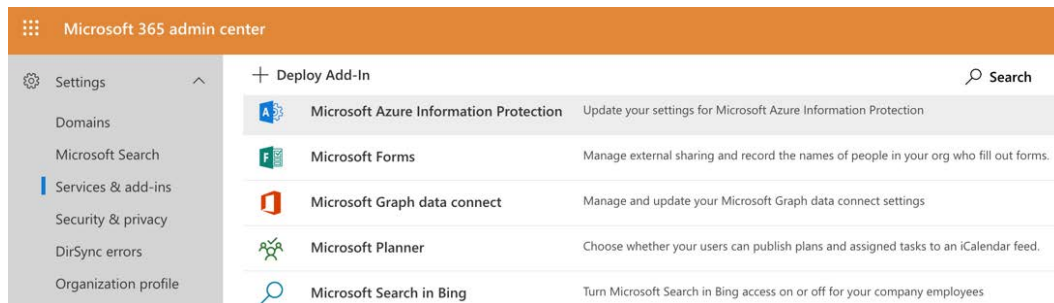 Microsoft 365 admin center
Settings
Domains
Microsoft Search
Services & add-ins
Security & privacy
DirSync errors
Organization profile
Deploy Add-In
Search
Microsoft Azure Information Protection Update your settings for Microsoft Azure Information Protection
Microsoft Forms Manage external sharing and record the names of people in your org who fill out forms.
Microsoft Graph data connect Manage and update your Microsoft Graph data connect settings
Microsoft Planner Choose whether your users can publish plans and assigned tasks to an iCalendar feed.
Microsoft Search in Bing Turn Microsoft Search in Bing access on or off for your company employees